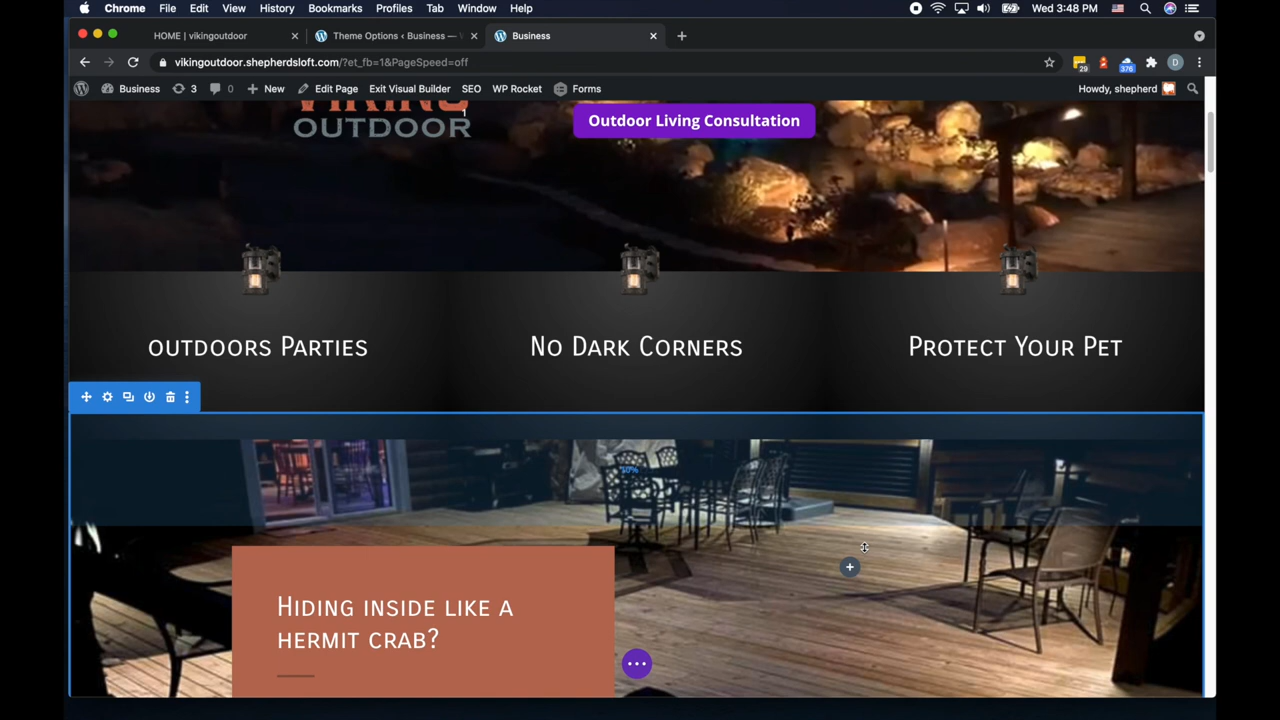 Chrome File Edit View History Bookmarks Profiles Tab Window Help Wed 3:48 PM
HOME | vikingoutdoor Theme Options ‹ Business — Business
vikingoutdoor.shepherdsloft.com/?et_fb=1&PageSpeed=off 29 376 D
Business 3 0 New Edit Page Exit Visual Builder SEO WP Rocket Forms Howdy, shepherd
VIKING
OUTDOOR
Outdoor Living Consultation
outdoors Parties No Dark Corners Protect Your Pet
Hiding inside like a
hermit crab?